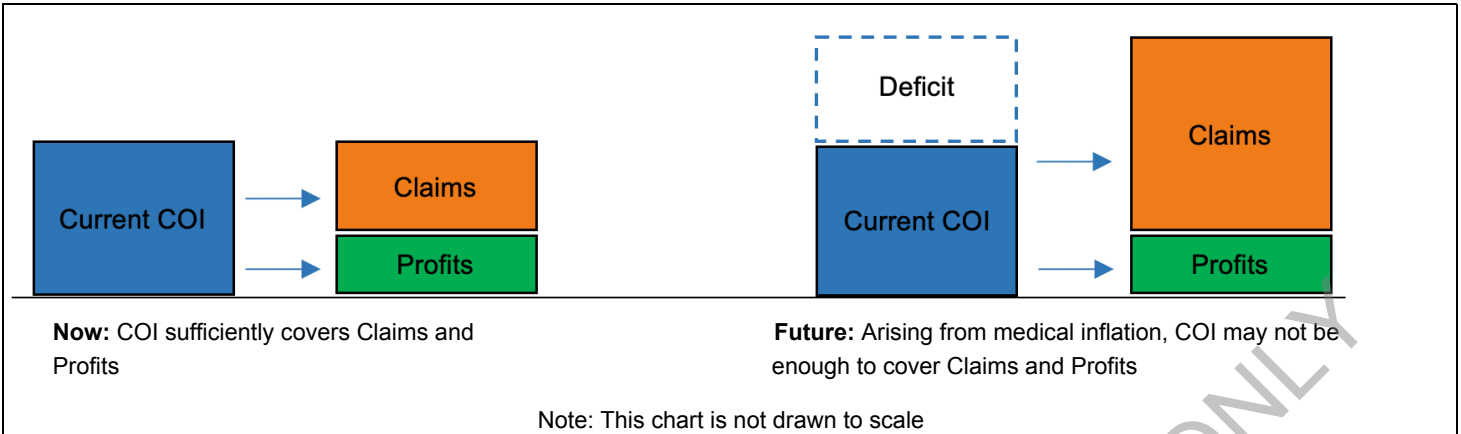 Deficit
Claims
Claims
Current COI
Current COI
Profits
Profits
Now: COI sufficiently covers Claims and
Profits
Future: Arising from medical inflation, COI may not be
enough to cover Claims and Profits
Note: This chart is not drawn to scale
ONLY